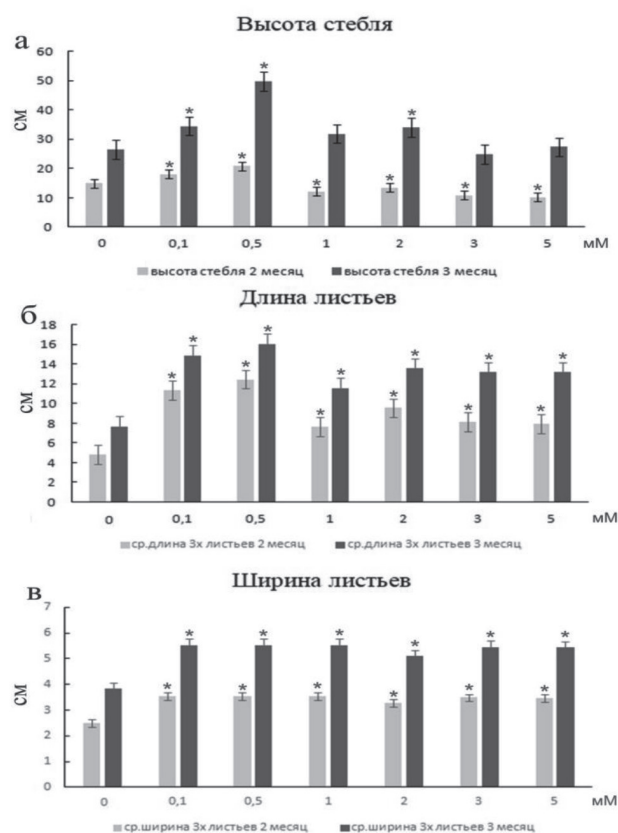 Высота стебля
а
60
50
40
30
20
10
0
см
* * * * * * * * *
0 0,1 0,5 1 2 3 5 мМ
высота стебля 2 месяц высота стебля 3 месяц
Длина листьев
б
18
16
14
12
10
8
6
4
2
0
см
* * * * * * * * * * * *
0 0,1 0,5 1 2 3 5 мМ
ср.длина 3х листьев 2 месяц ср.длина 3х листьев 3 месяц
Ширина листьев
в
7
6
5
4
3
2
1
0
см
* * * * * * * * * * * *
0 0,1 0,5 1 2 3 5 мМ
ср.ширина 3х листьев 2 месяц ср.ширина 3х листьев 3 месяц